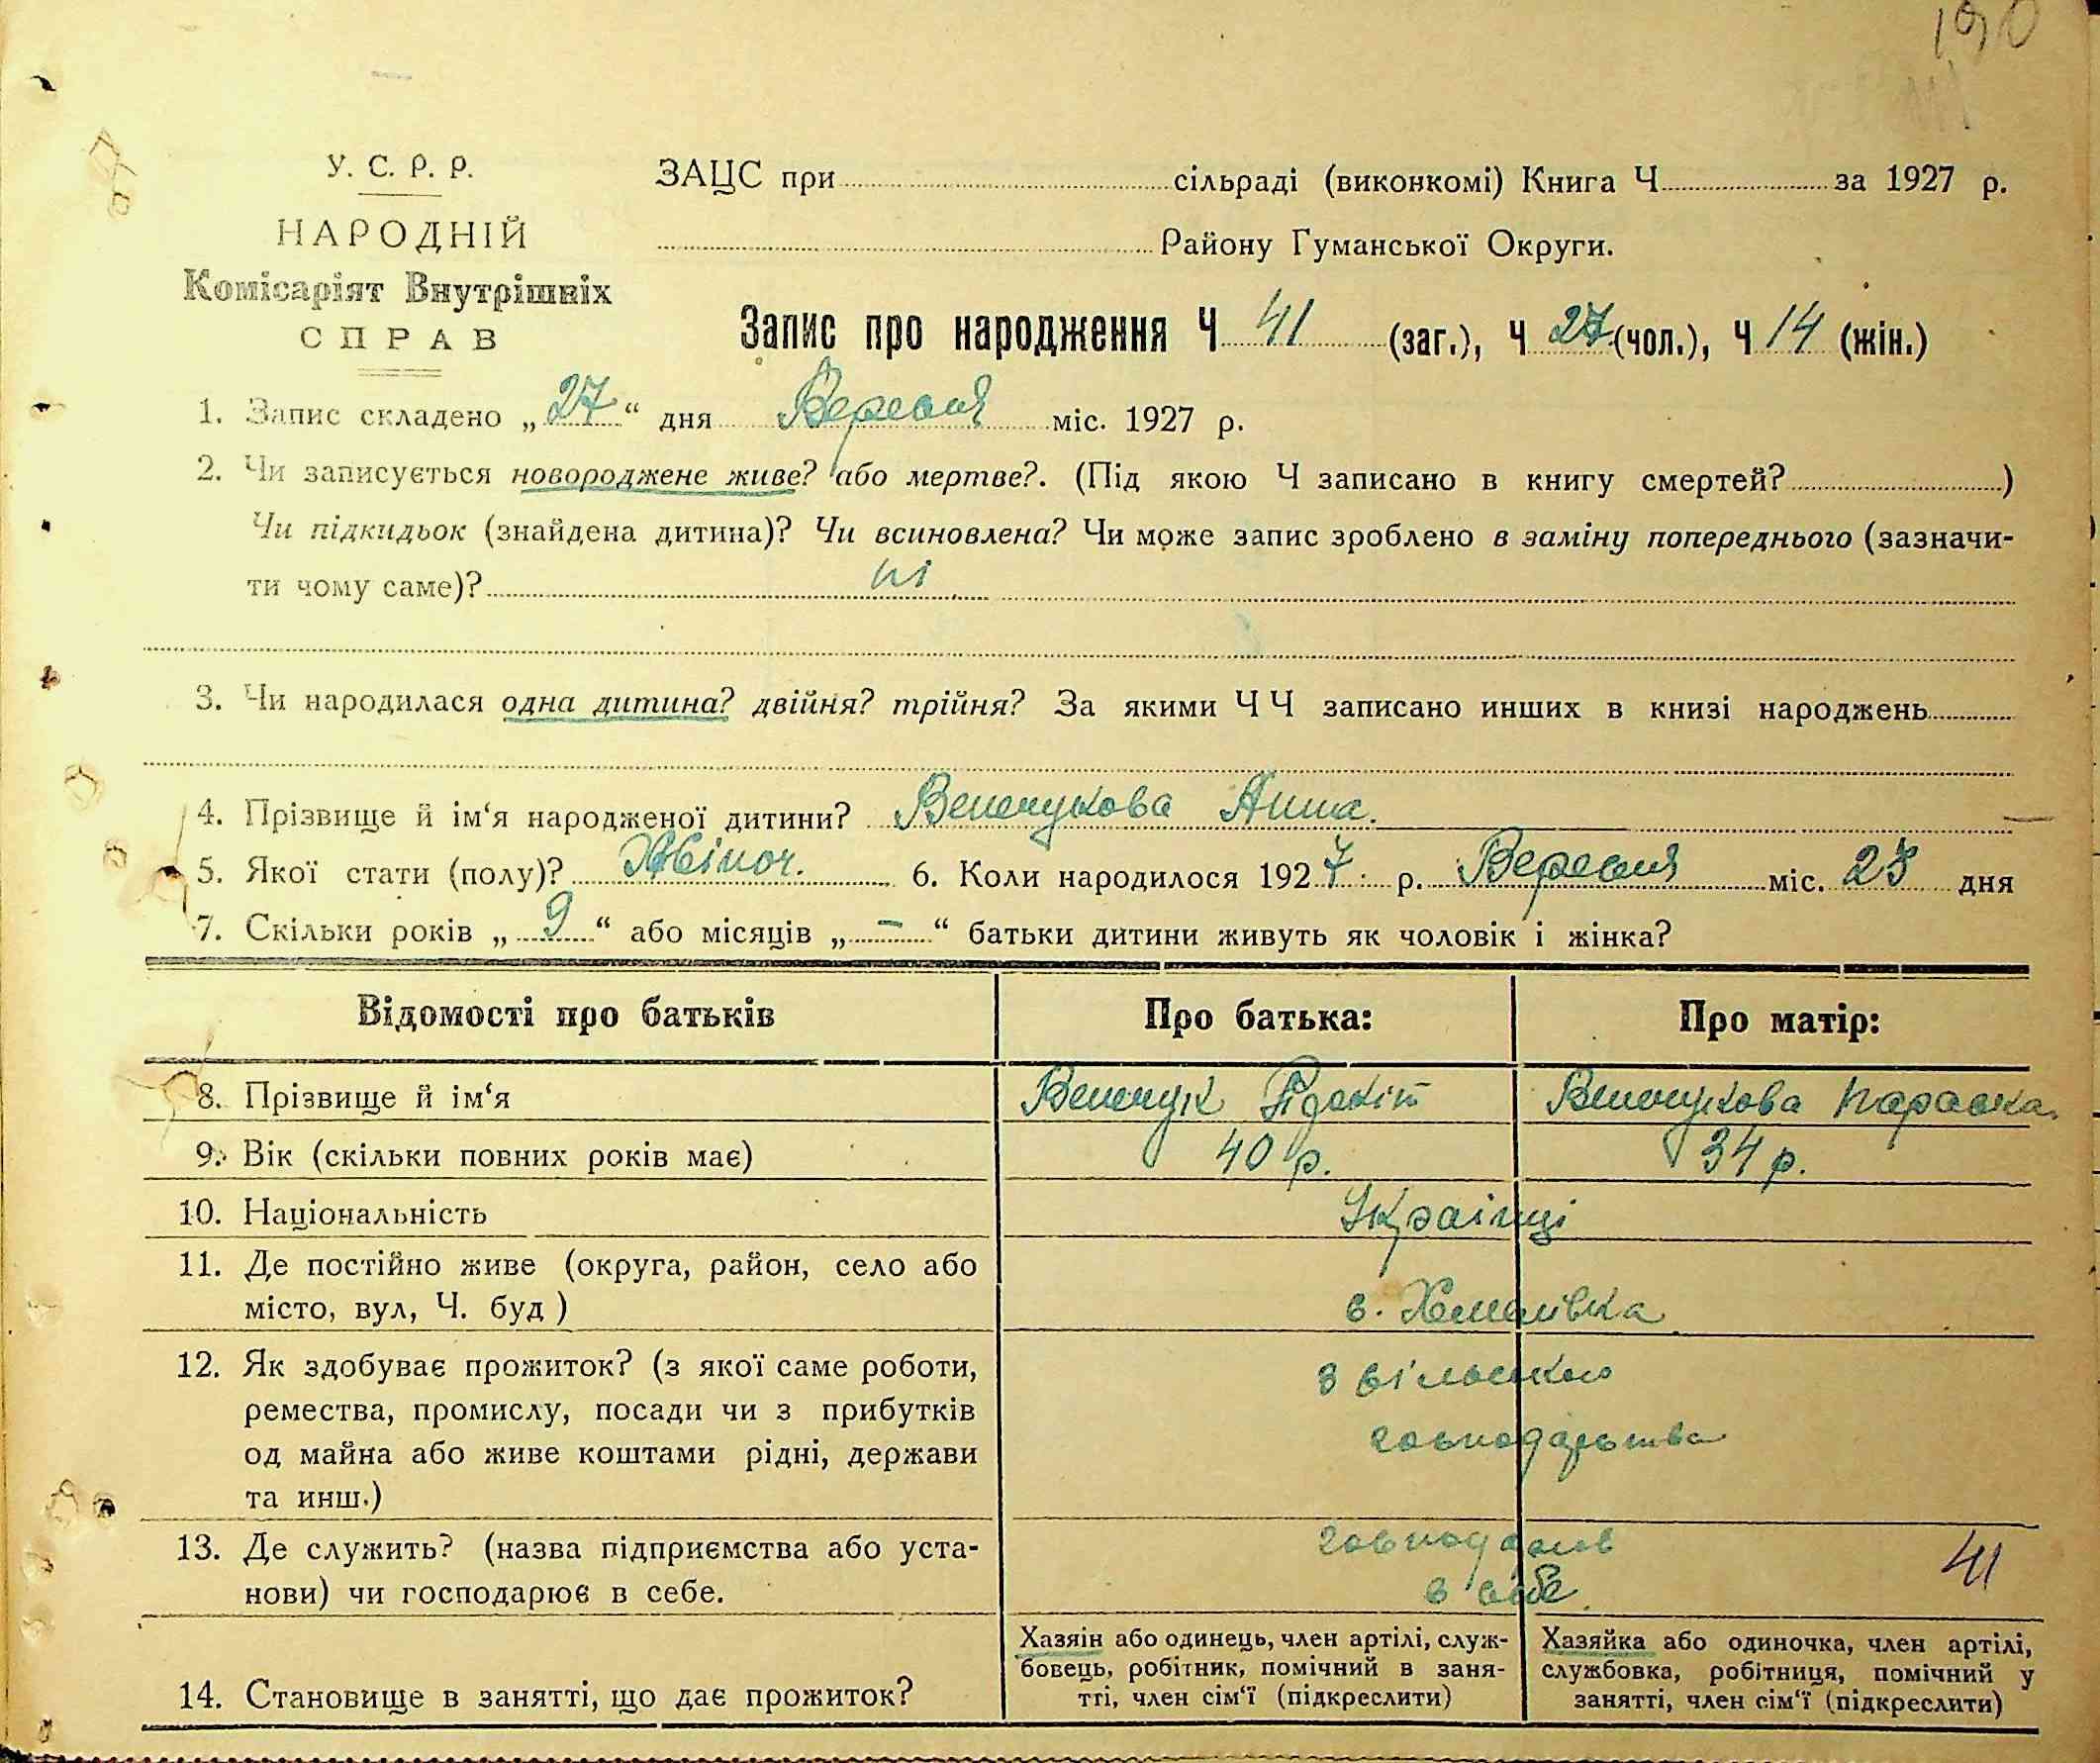 190
У. С. Р. Р.
НАРОДНІЙ
Комісаріят Внутрішніх
СПРАВ
ЗАЦС при сільраді (виконкомі) Книга Ч за 1927 р.
Району Гуманської Округи.
Запис про народження Ч 41 (заг.), Ч 27 (чол.), Ч 14 (жін.)
1. Запис складено „27“ дня Вересня міс. 1927 р.
2. Чи записується новороджене живе? або мертве?. (Під якою Ч записано в книгу смертей? )
Чи підкидьок (знайдена дитина)? Чи всиновлена? Чи може запис зроблено в заміну попереднього (зазначи-
ти чому саме)? ні
3. Чи народилася одна дитина? двійня? трійня? За якими ЧЧ записано инших в книзі народжень
4. Прізвище й ім‘я народженої дитини? Анна.
5. Якої стати (полу)? Жіноч. 6. Коли народилося 1927 р. Вересня міс. 23 дня
7. Скільки років „9“ або місяців „-“ батьки дитини живуть як чоловік і жінка?
Відомості про батьків Про батька: Про матір:
8. Прізвище й ім‘я Параска.
9. Вік (скільки повних років має) 40 р. 34 р.
10. Національність Українці
11. Де постійно живе (округа, район, село або
місто, вул, Ч. буд ) с.
12. Як здобуває прожиток? (з якої саме роботи,
ремества, промислу, посади чи з прибутків
од майна або живе коштами рідні, держави
та инш.)
з сільського
господарьства
13. Де служить? (назва підприємства або уста-
нови) чи господарює в себе.
в себе
41
14. Становище в занятті, що дає прожиток?
Хазяін або одинець, член артілі, служ-
бовець, робітник, помічний в заня-
тті, член сім‘ї (підкреслити)
Хазяйка або одиночка, член артілі,
службовка, робітниця, помічний у
занятті, член сім‘ї (підкреслити)